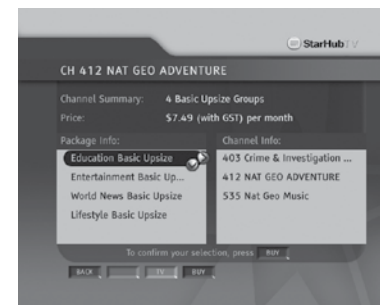 StarHub TV
CH 412 NAT GEO ADVENTURE
Channel Summary: 4 Basic Upsize Groups
Price: $7.49 (with GST) per month
Package Info:
Education Basic Upsize
Entertainment Basic Up...
World News Basic Upsize
Lifestyle Basic Upsize
Channel Info:
403 Crime & Investigation ...
412 NAT GEO ADVENTURE
535 Nat Geo Music
To confirm your selection, press BUY
BACK TV BUY